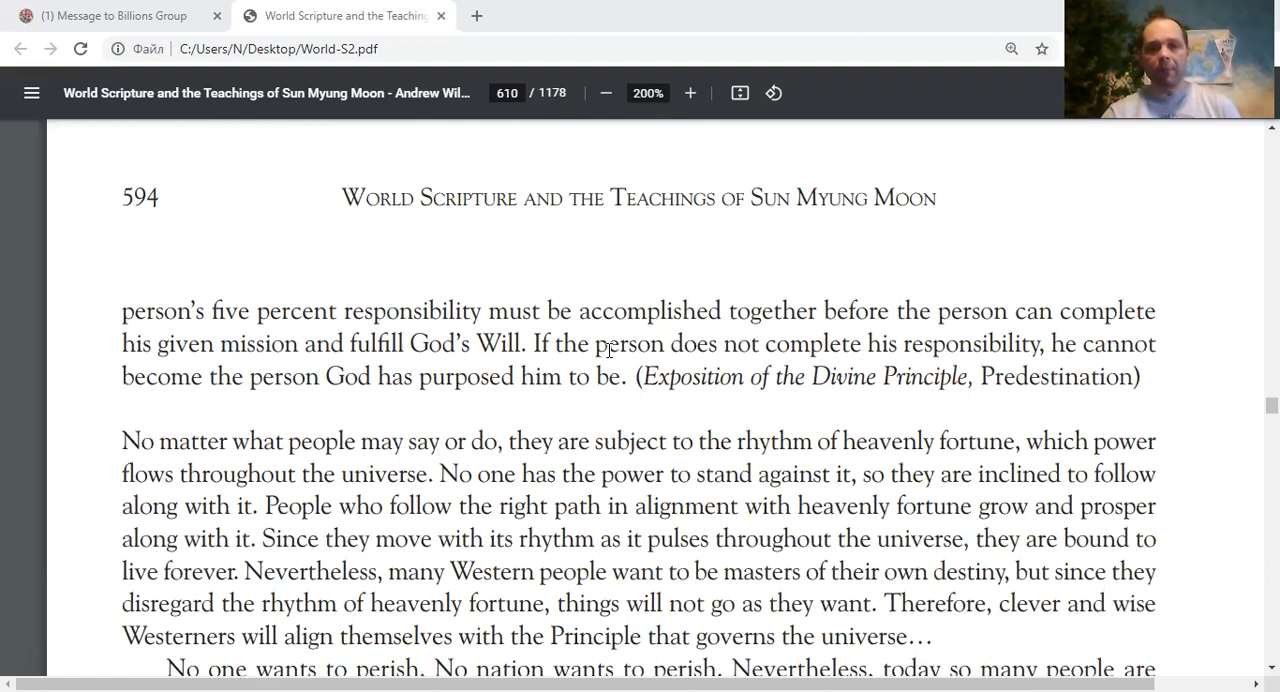 (1) Message to Billions Group
World Scripture and the Teaching
Файл
C:/Users/N/Desktop/World-S2.pdf
World Scripture and the Teachings of Sun Myung Moon - Andrew Wil...
610 / 1178
200%
594
WORLD SCRIPTURE AND THE TEACHINGS OF SUN MYUNG MOON
person's five percent responsibility must be accomplished together before the person can complete
his given mission and fulfill God's Will. If the person does not complete his responsibility, he cannot
become the person God has purposed him to be. (Exposition of the Divine Principle, Predestination)
No matter what people may say or do, they are subject to the rhythm of heavenly fortune, which power
flows throughout the universe. No one has the power to stand against it, so they are inclined to follow
along with it. People who follow the right path in alignment with heavenly fortune grow and prosper
along with it. Since they move with its rhythm as it pulses throughout the universe, they are bound to
live forever. Nevertheless, many Western people want to be masters of their own destiny, but since they
disregard the rhythm of heavenly fortune, things will not go as they want. Therefore, clever and wise
Westerners will align themselves with the Principle that governs the universe…
No one wants to perish. No nation wants to perish. Nevertheless, today so many people are